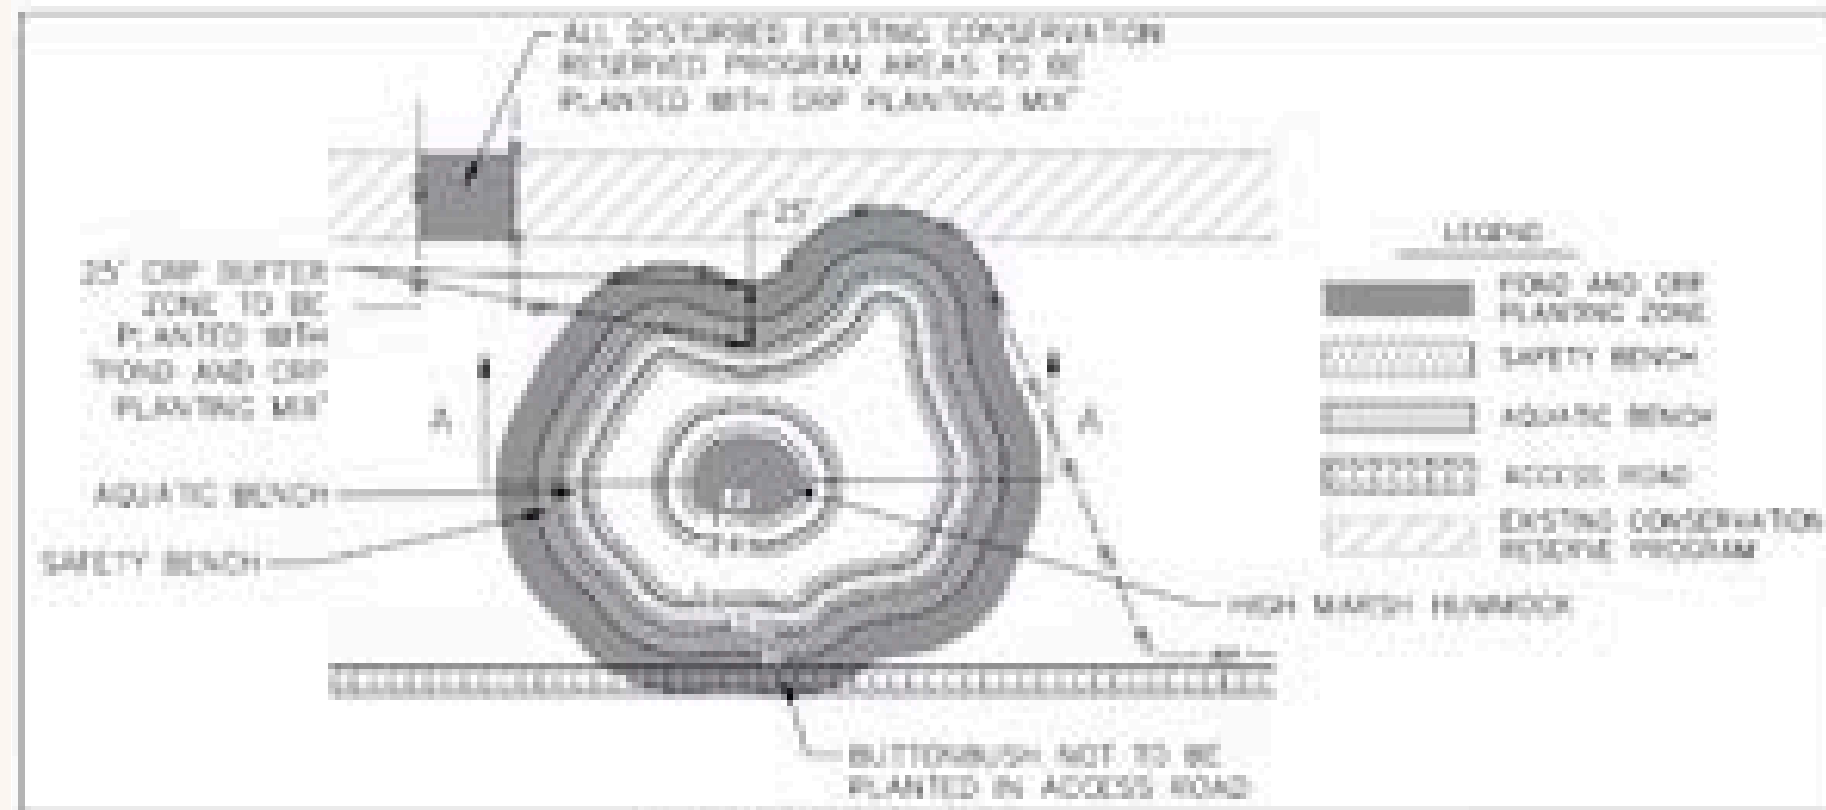 ALL DISTURBED EXISTING CONSERVATION
RESERVED PROGRAM AREAS TO BE
PLANTED WITH CRP PLANTING MIX"
25'
25' CRP BUFFER
ZONE TO BE
PLANTED WITH
"POND AND CRP
PLANTING MIX"
A
A
AQUATIC BENCH
SAFETY BENCH
LEGEND
POND AND CRP
PLANTING ZONE
SAFETY BENCH
AQUATIC BENCH
ACCESS ROAD
EXISTING CONSERVATION
RESERVE PROGRAM
HIGH MARSH HUMMOCK
BUTTONBUSH NOT TO BE
PLANTED IN ACCESS ROAD